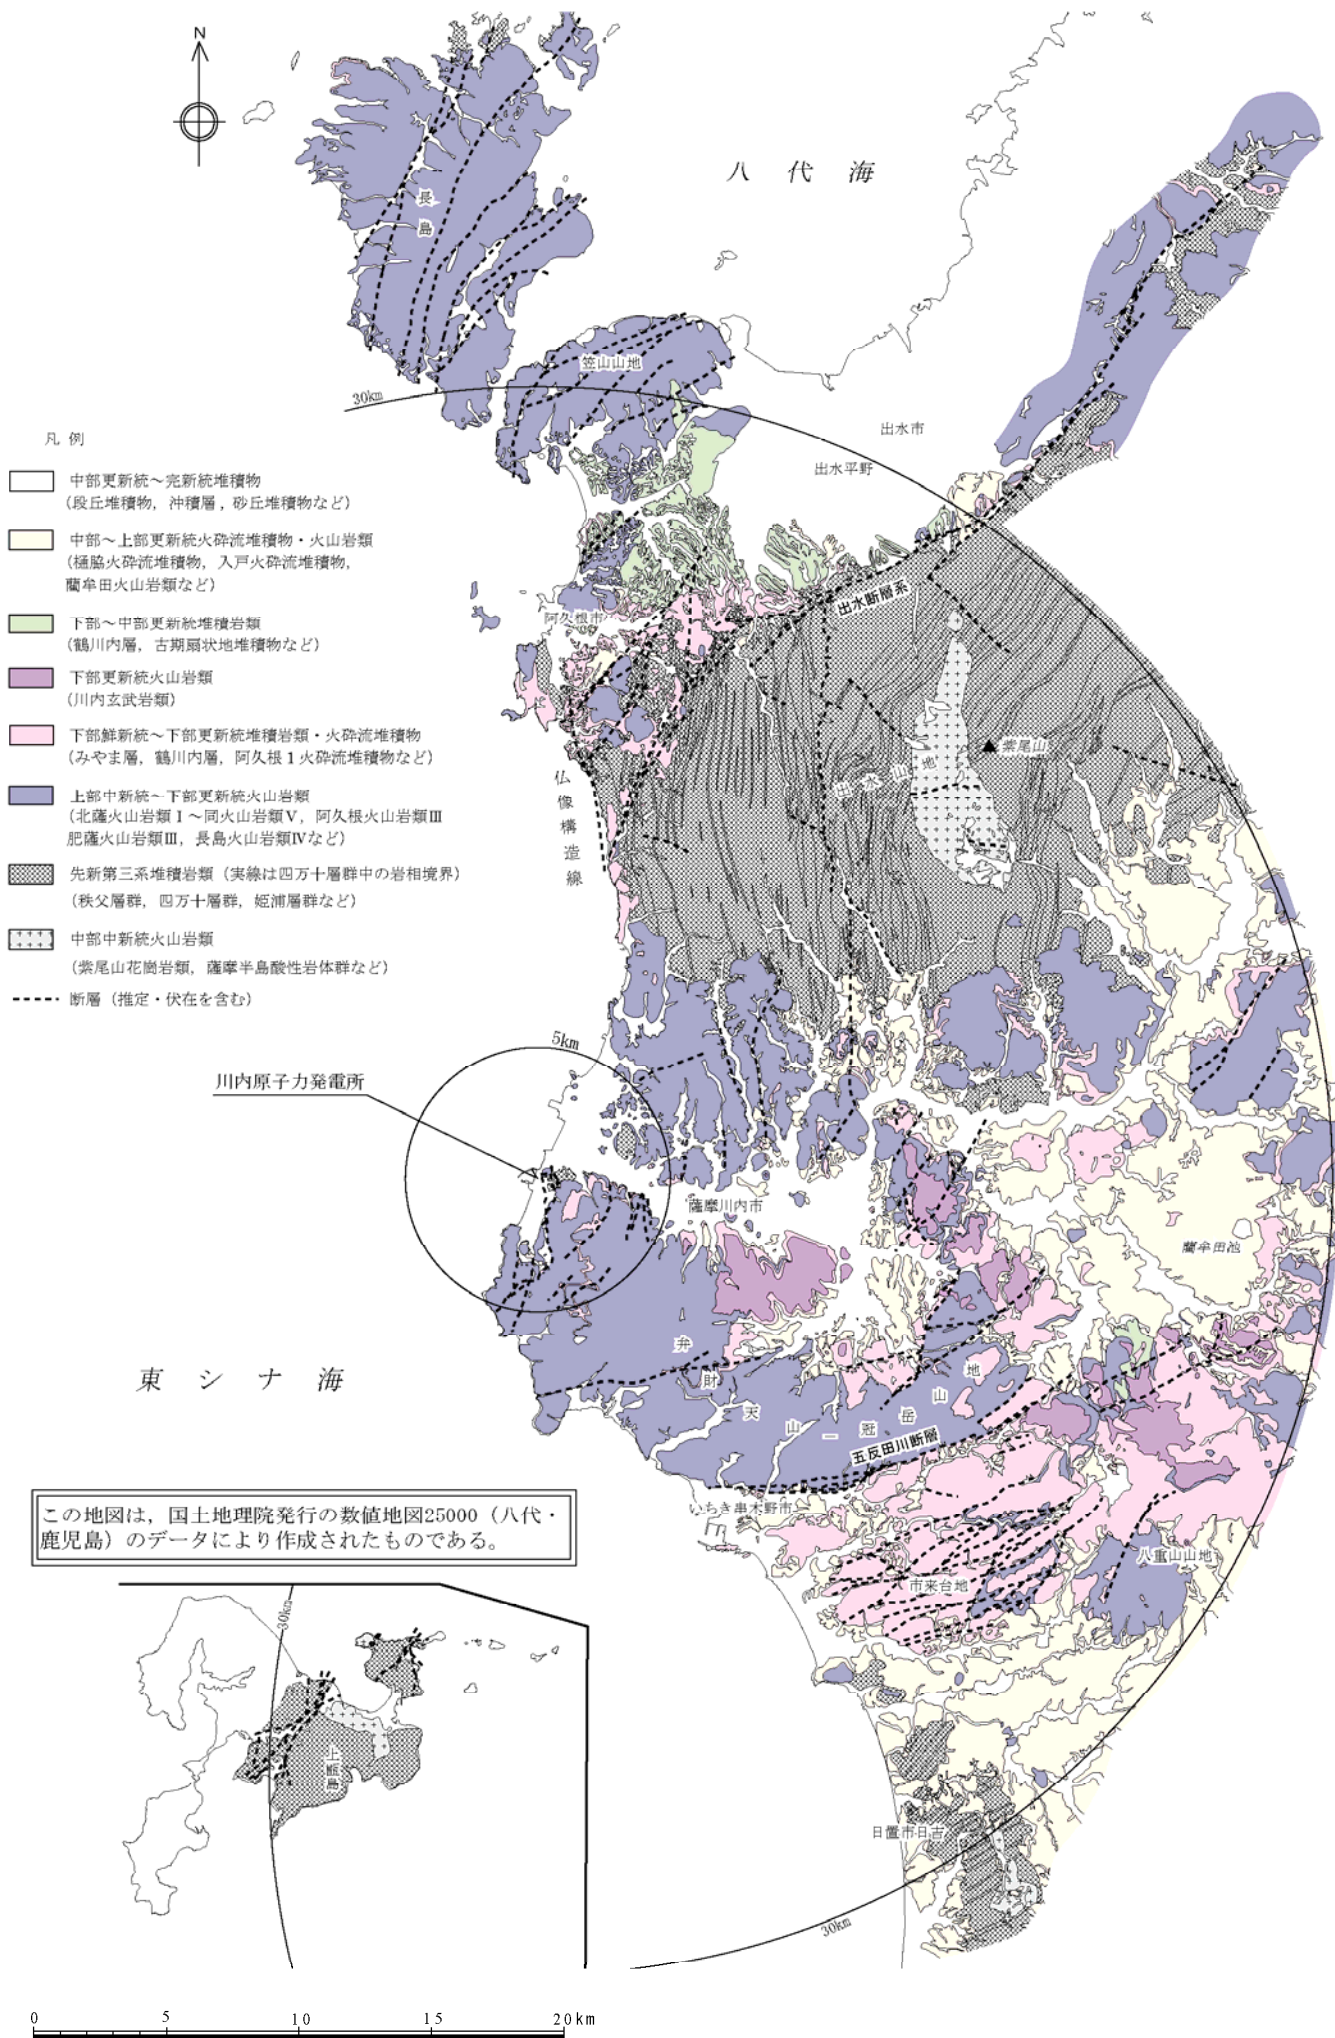 N
八代海
長島
笠山山地
30km
出水市
出水平野
凡例
中部更新統～完新統堆積物
(段丘堆積物, 沖積層, 砂丘堆積物など)
中部～上部更新統火砕流堆積物・火山岩類
(樋脇火砕流堆積物, 入戸火砕流堆積物,
藺牟田火山岩類など)
下部～中部更新統堆積岩類
(鶴川内層, 古期扇状地堆積物など)
下部更新統火山岩類
(川内玄武岩類)
下部鮮新統～下部更新統堆積岩類・火砕流堆積物
(みやま層, 鶴川内層, 阿久根1火砕流堆積物など)
上部中新統～下部更新統火山岩類
(北薩火山岩類Ⅰ～同火山岩類Ⅴ, 阿久根火山岩類Ⅲ
肥薩火山岩類Ⅲ, 長島火山岩類Ⅳなど)
先新第三系堆積岩類 (実線は四万十層群中の岩相境界)
(秩父層群, 四万十層群, 姫浦層群など)
中部中新統火山岩類
(紫尾山花崗岩類, 薩摩半島酸性岩体群など)
断層 (推定・伏在を含む)
出水断層系
阿久根市
紫尾山
出水山地
仏像構造線
5km
川内原子力発電所
薩摩川内市
藺牟田池
東シナ海
弁財天山－冠岳山地
五反田川断層
いちき串木野市
この地図は, 国土地理院発行の数値地図25000 (八代・
鹿児島) のデータにより作成されたものである。
八重山山地
市来台地
30km
上甑島
日置市日吉
30km
0 5 10 15 20km